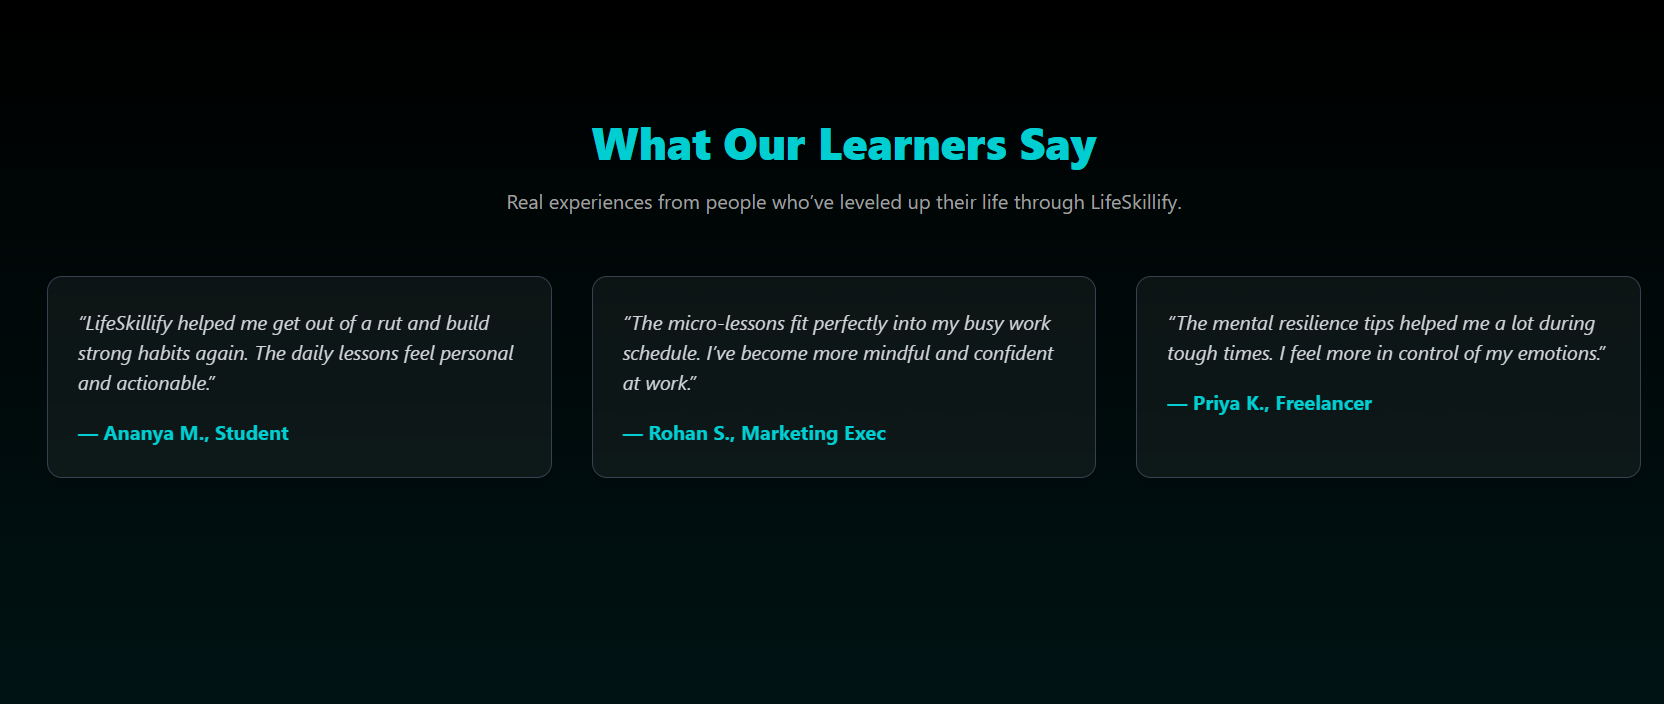 What Our Learners Say
Real experiences from people who’ve leveled up their life through LifeSkillify.
“LifeSkillify helped me get out of a rut and build
strong habits again. The daily lessons feel personal
and actionable.”
— Ananya M., Student
“The micro-lessons fit perfectly into my busy work
schedule. I’ve become more mindful and confident
at work.”
— Rohan S., Marketing Exec
“The mental resilience tips helped me a lot during
tough times. I feel more in control of my emotions.”
— Priya K., Freelancer